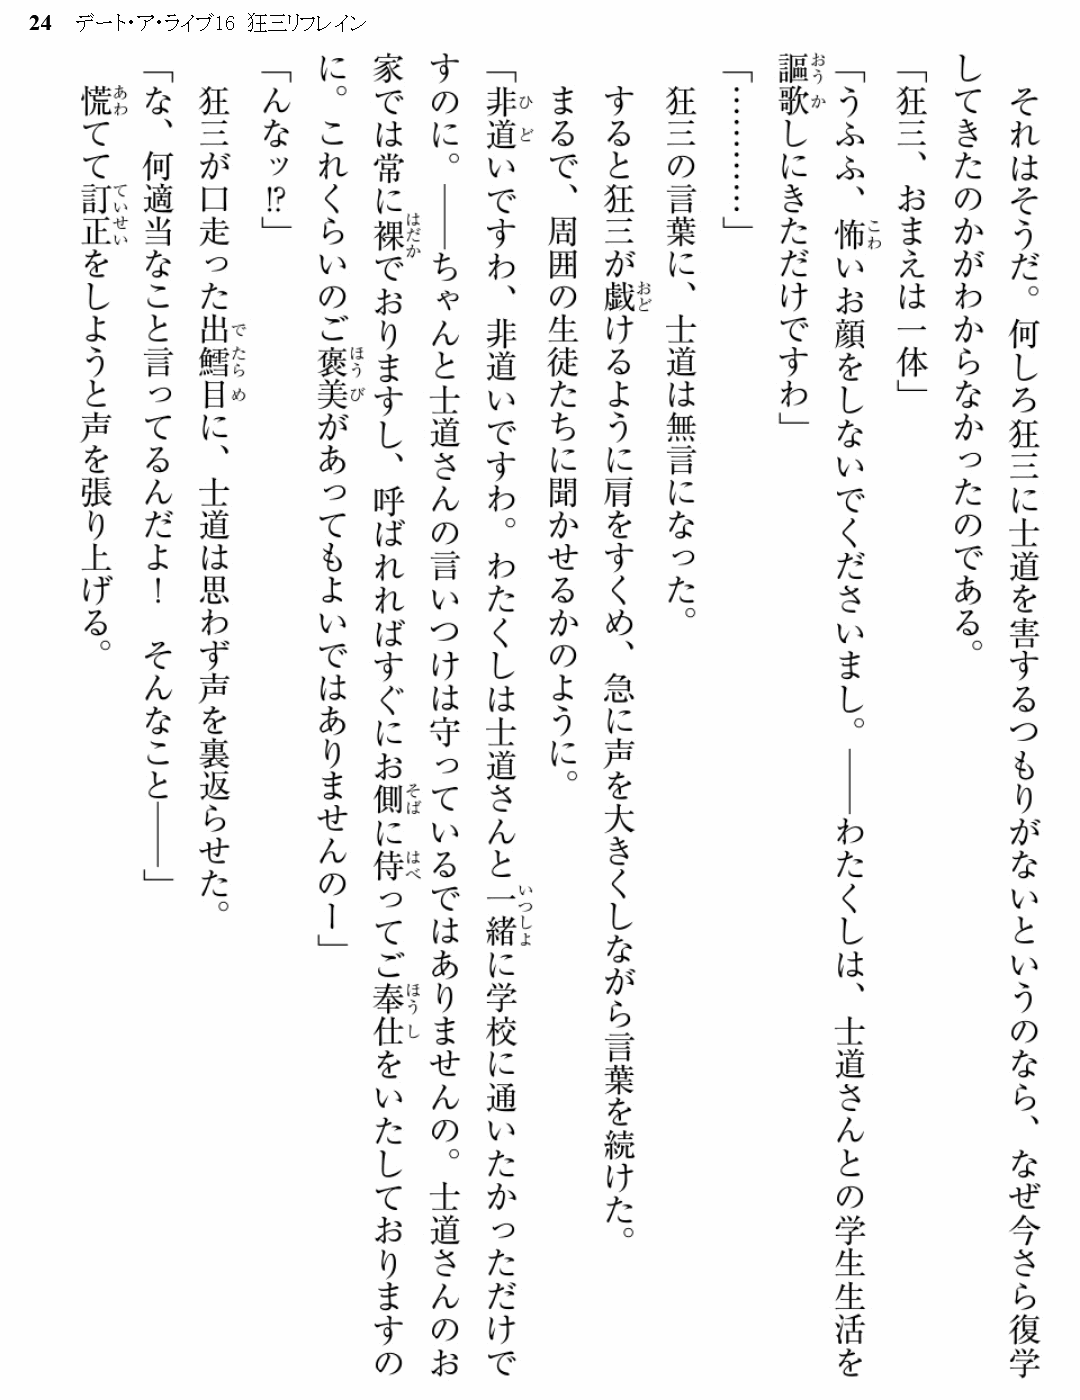 24 デート・ア・ライブ16 狂三リフレイン
それはそうだ。何しろ狂三に士道を害するつもりがないというのなら、なぜ今さら復学
してきたのかがわからなかったのである。
「狂三、おまえは一体」
「うふふ、怖いお顔をしないでくださいまし。――わたくしは、士道さんとの学生生活を
謳歌しにきただけですわ」
「…………」
狂三の言葉に、士道は無言になった。
すると狂三が戯けるように肩をすくめ、急に声を大きくしながら言葉を続けた。
まるで、周囲の生徒たちに聞かせるかのように。
「非道いですわ、非道いですわ。わたくしは士道さんと一緒に学校に通いたかっただけで
すのに。――ちゃんと士道さんの言いつけは守っているではありませんの。士道さんのお
家では常に裸でおりますし、呼ばれればすぐにお側に侍ってご奉仕をいたしておりますの
に。これくらいのご褒美があってもよいではありませんのー」
「んなッ!?」
狂三が口走った出鱈目に、士道は思わず声を裏返らせた。
「な、何適当なこと言ってるんだよ！　そんなこと――」
慌てて訂正をしようと声を張り上げる。